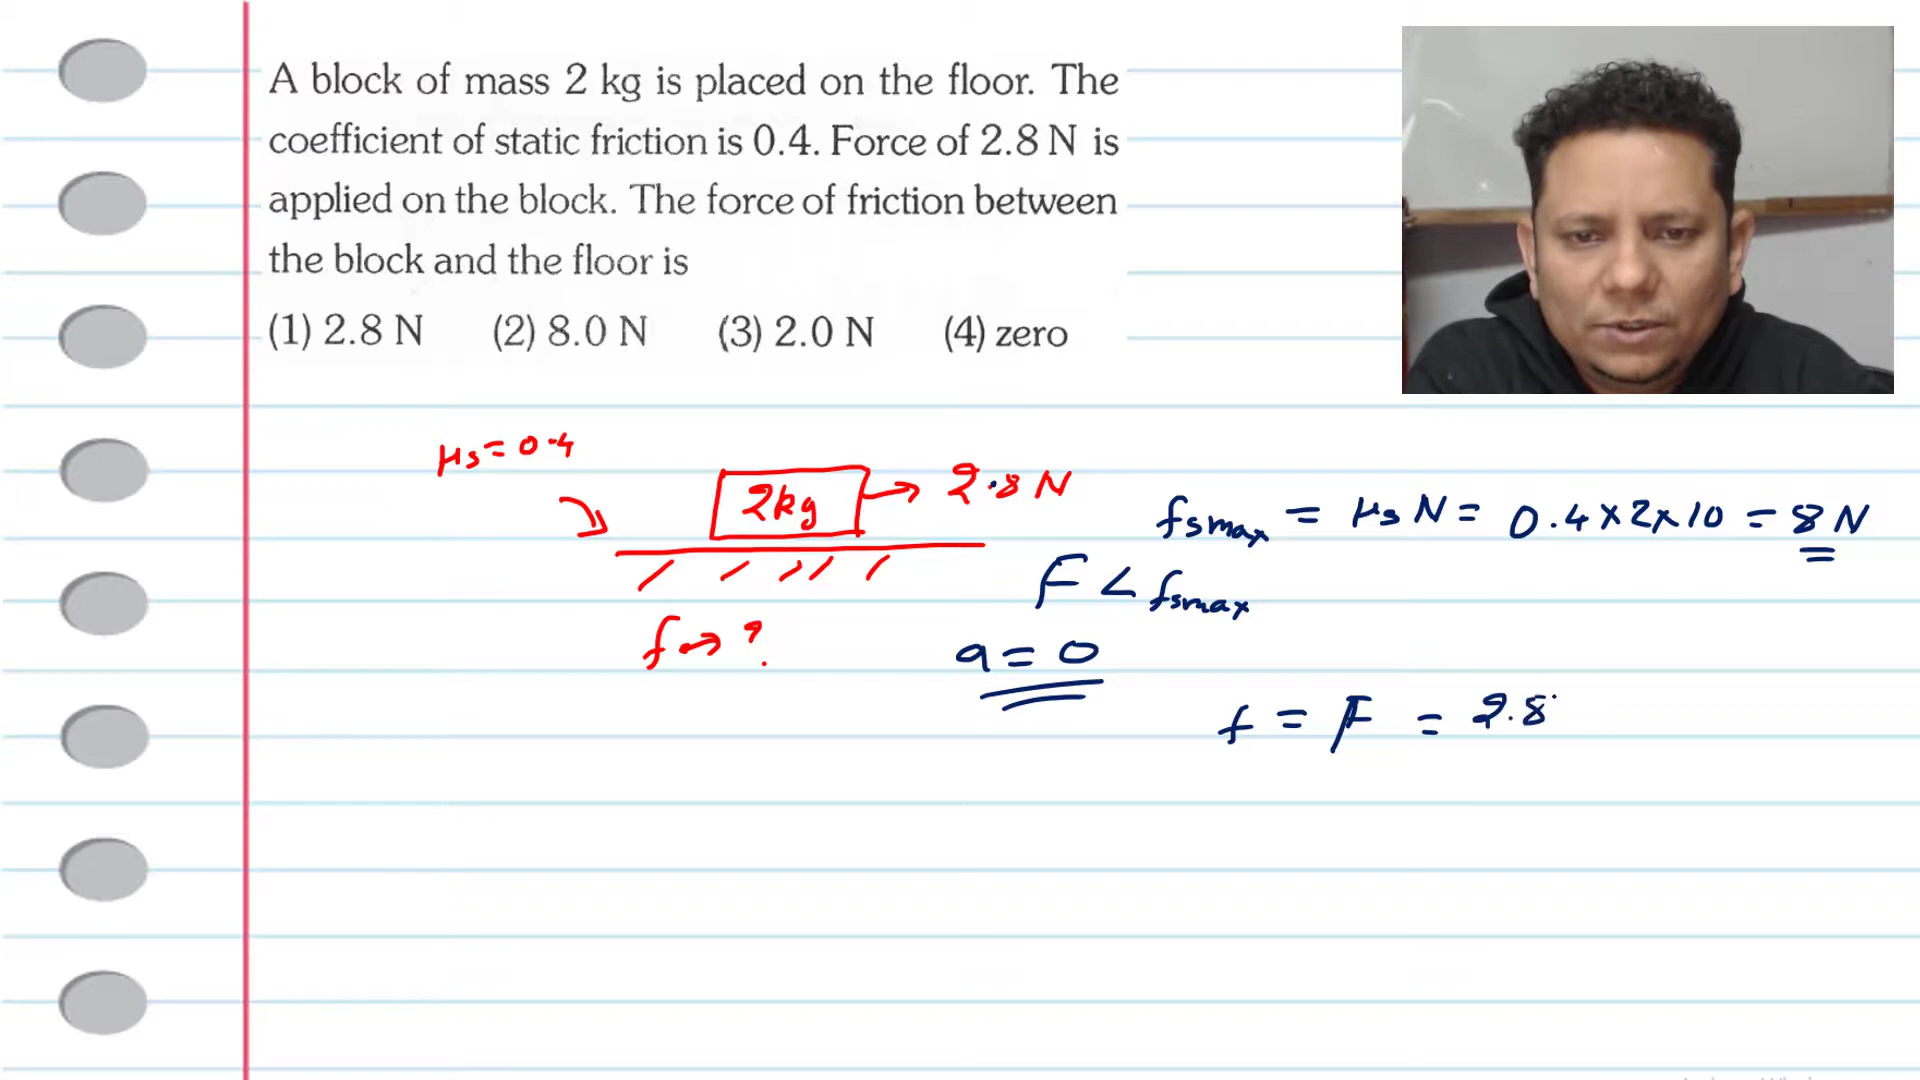 A block of mass 2 kg is placed on the floor. The
coefficient of static friction is 0.4. Force of 2.8 N is
applied on the block. The force of friction between
the block and the floor is
(1) 2.8 N (2) 8.0 N (3) 2.0 N (4) zero
μs = 0.4
2kg → 2.8 N
fsmax = μs N = 0.4 × 2 × 10 = 8 N
F < fsmax
f → ?
a = 0
f = F = 2.8